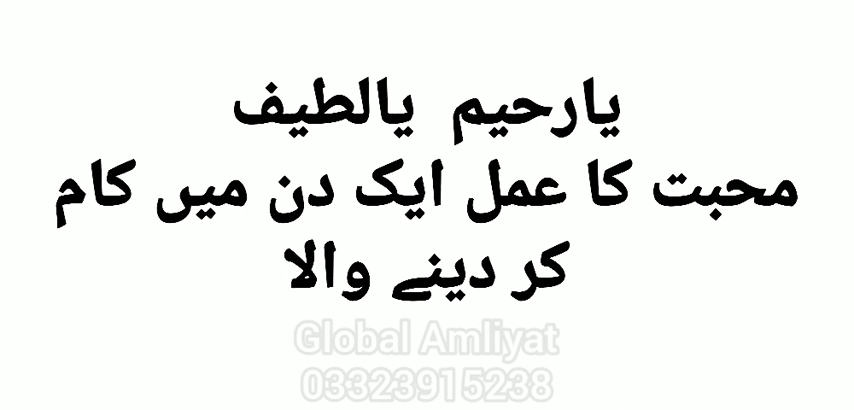 یارحیم یالطیف
محبت کا عمل ایک دن میں کام
کر دینے والا
Global Amliyat
03323915238